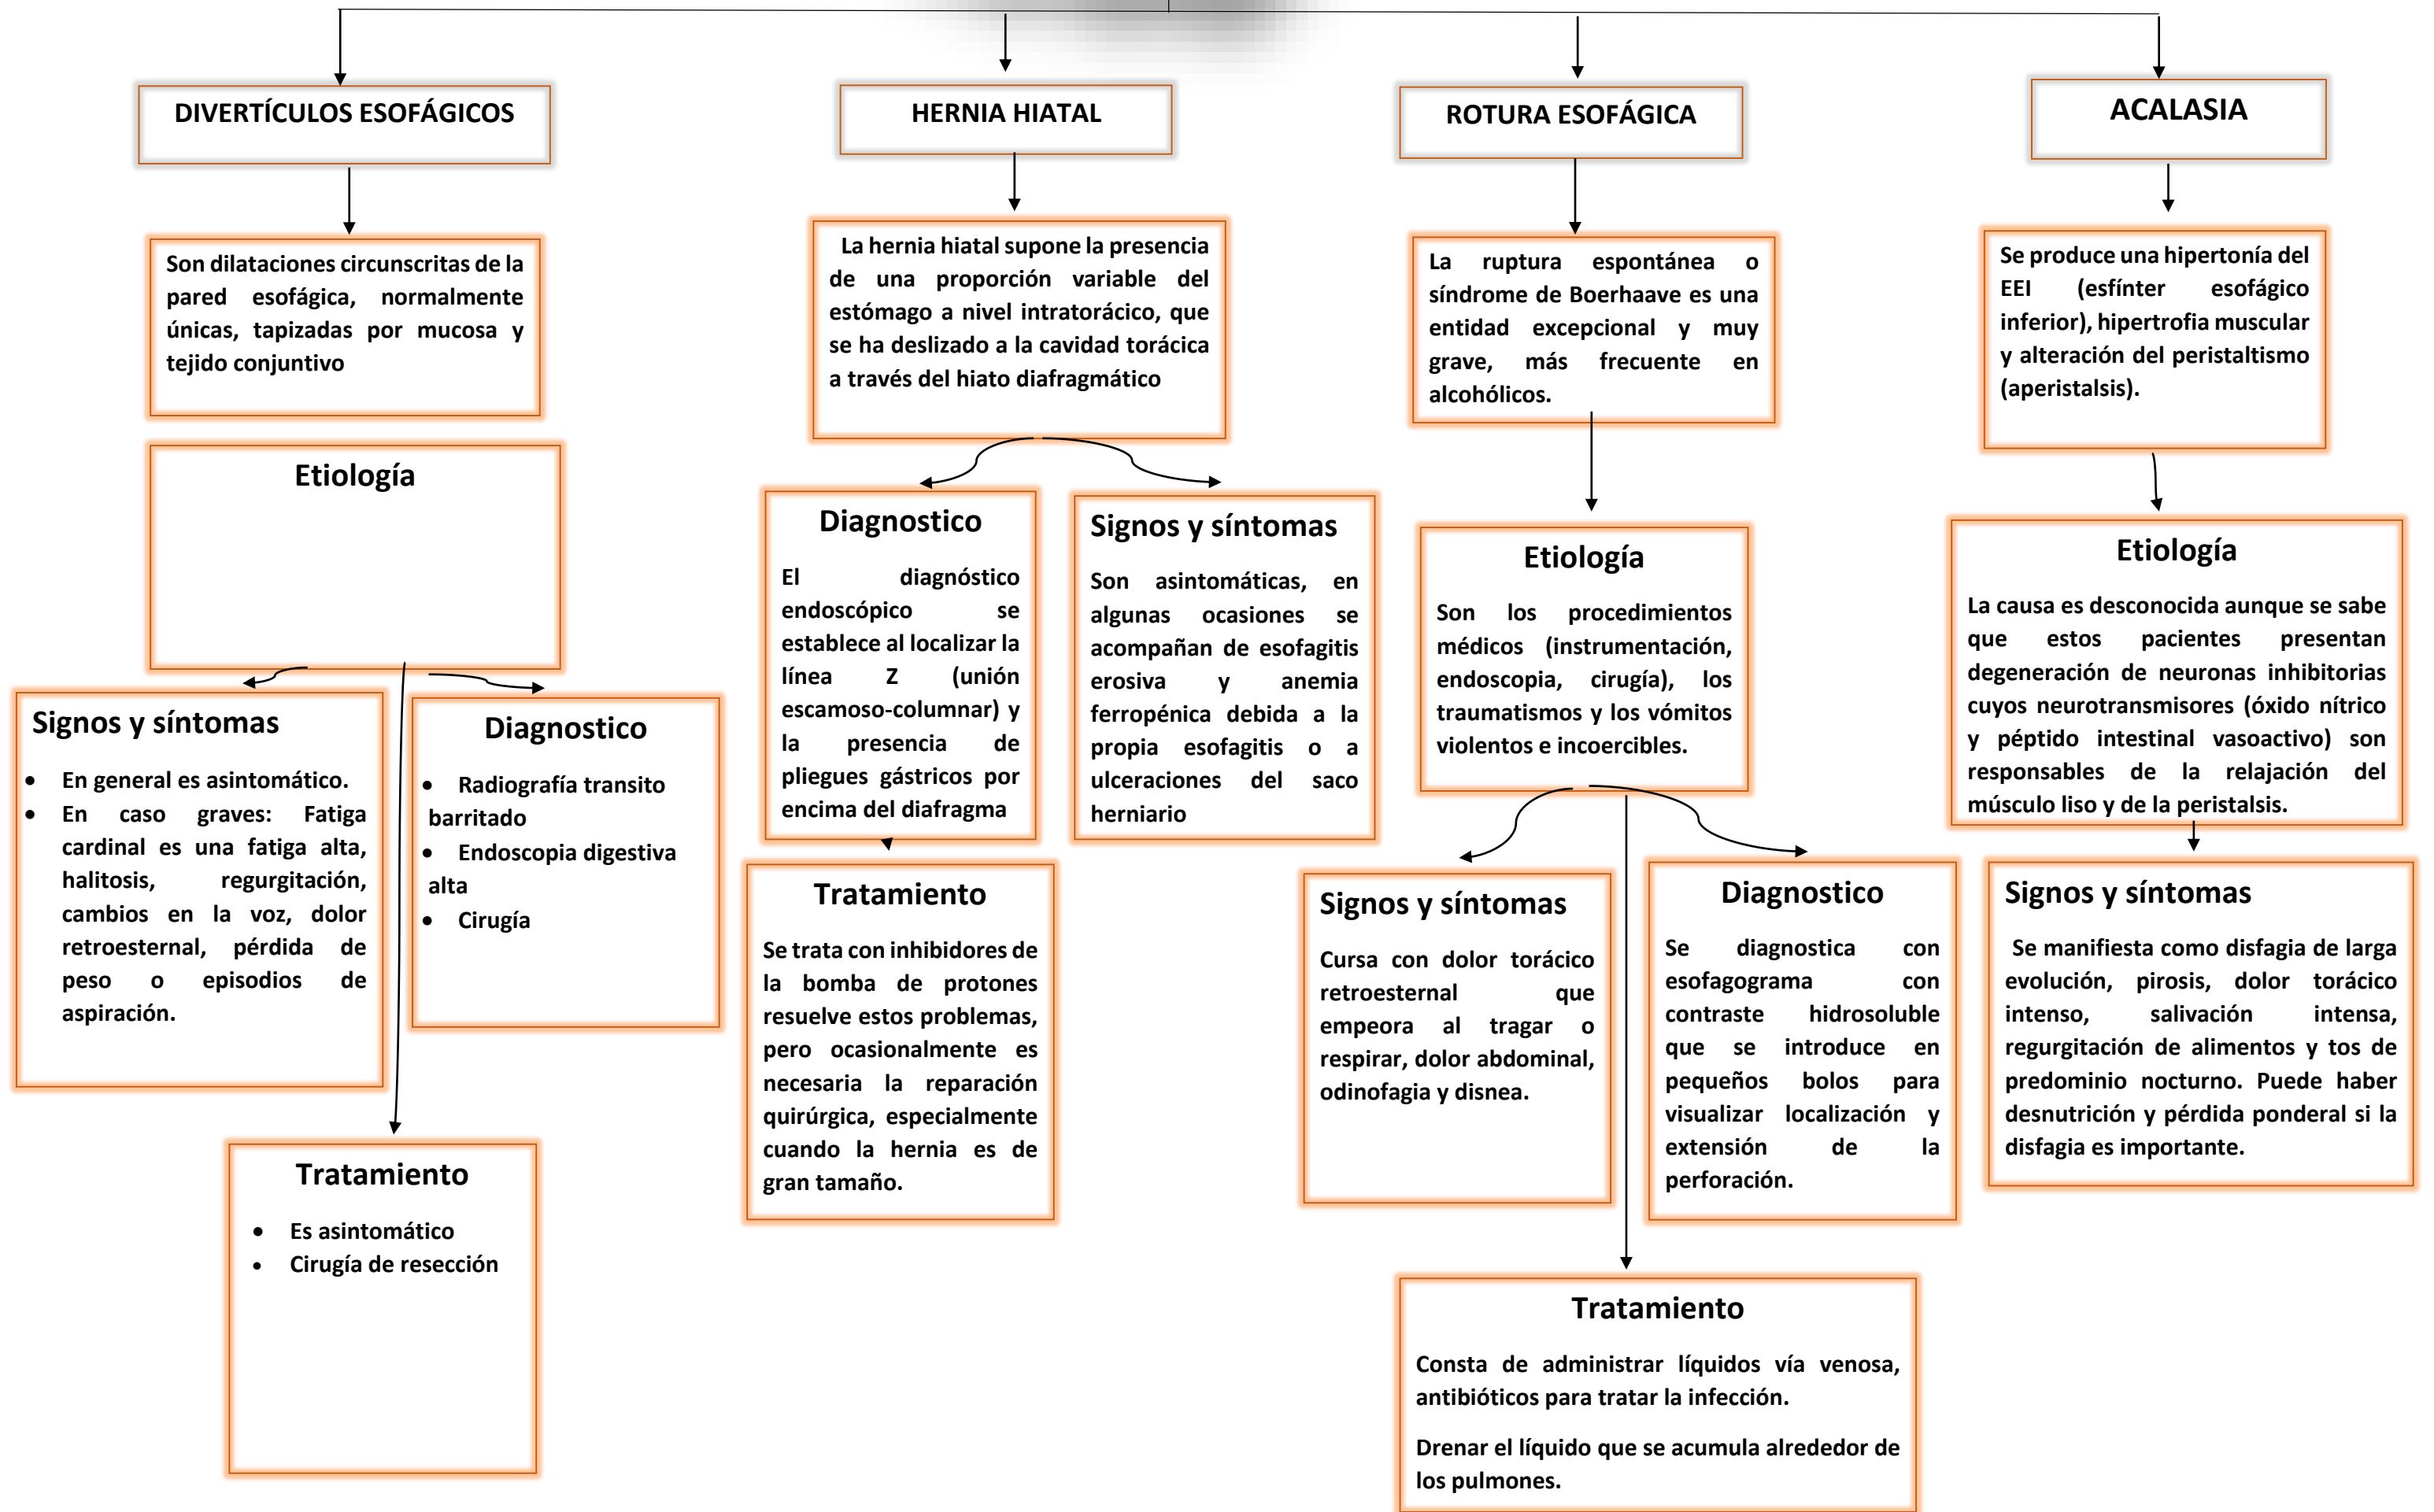 DIVERTÍCULOS ESOFÁGICOS
Son dilataciones circunscritas de la
pared esofágica, normalmente
únicas, tapizadas por mucosa y
tejido conjuntivo
Etiología
Signos y síntomas
• En general es asintomático.
• En caso graves: Fatiga
cardinal es una fatiga alta,
halitosis, regurgitación,
cambios en la voz, dolor
retroesternal, pérdida de
peso o episodios de
aspiración.
Diagnostico
• Radiografía transito
barritado
• Endoscopia digestiva
alta
• Cirugía
Tratamiento
• Es asintomático
• Cirugía de resección
HERNIA HIATAL
La hernia hiatal supone la presencia
de una proporción variable del
estómago a nivel intratorácico, que
se ha deslizado a la cavidad torácica
a través del hiato diafragmático
Diagnostico
El diagnóstico
endoscópico se
establece al localizar la
línea Z (unión
escamoso-columnar) y
la presencia de
pliegues gástricos por
encima del diafragma
Signos y síntomas
Son asintomáticas, en
algunas ocasiones se
acompañan de esofagitis
erosiva y anemia
ferropénica debida a la
propia esofagitis o a
ulceraciones del saco
herniario
Tratamiento
Se trata con inhibidores de
la bomba de protones
resuelve estos problemas,
pero ocasionalmente es
necesaria la reparación
quirúrgica, especialmente
cuando la hernia es de
gran tamaño.
ROTURA ESOFÁGICA
La ruptura espontánea o
síndrome de Boerhaave es una
entidad excepcional y muy
grave, más frecuente en
alcohólicos.
Etiología
Son los procedimientos
médicos (instrumentación,
endoscopia, cirugía), los
traumatismos y los vómitos
violentos e incoercibles.
Signos y síntomas
Cursa con dolor torácico
retroesternal que
empeora al tragar o
respirar, dolor abdominal,
odinofagia y disnea.
Diagnostico
Se diagnostica con
esofagograma con
contraste hidrosoluble
que se introduce en
pequeños bolos para
visualizar localización y
extensión de la
perforación.
Tratamiento
Consta de administrar líquidos vía venosa,
antibióticos para tratar la infección.
Drenar el líquido que se acumula alrededor de
los pulmones.
ACALASIA
Se produce una hipertonía del
EEI (esfínter esofágico
inferior), hipertrofia muscular
y alteración del peristaltismo
(aperistalsis).
Etiología
La causa es desconocida aunque se sabe
que estos pacientes presentan
degeneración de neuronas inhibitorias
cuyos neurotransmisores (óxido nítrico
y péptido intestinal vasoactivo) son
responsables de la relajación del
músculo liso y de la peristalsis.
Signos y síntomas
Se manifiesta como disfagia de larga
evolución, pirosis, dolor torácico
intenso, salivación intensa,
regurgitación de alimentos y tos de
predominio nocturno. Puede haber
desnutrición y pérdida ponderal si la
disfagia es importante.